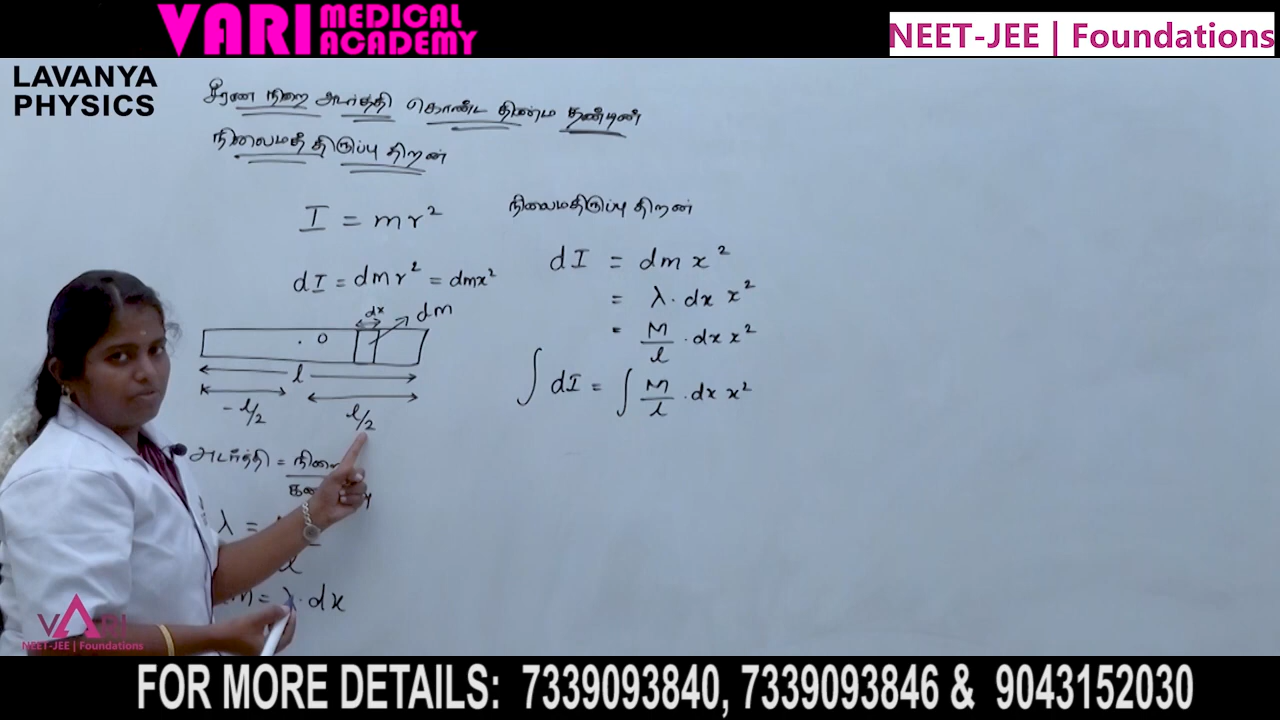 VARI MEDICAL ACADEMY
NEET-JEE | Foundations
LAVANYA PHYSICS
சீரான நிறை அடர்த்தி கொண்ட திண்ம தண்டின்
நிலைமத் திருப்பு திறன்
I = mr²
dI = dmr² = dmx²
dx
dm
. O
l
-l/2
l/2
அடர்த்தி =
λ =
l
= λ. dx
நிலைமதிருப்பு திறன்
dI = dm x²
= λ. dx x²
= M/l . dx x²
∫ dI = ∫ M/l . dx x²
VARI
NEET-JEE | Foundations
FOR MORE DETAILS: 7339093840, 7339093846 & 9043152030